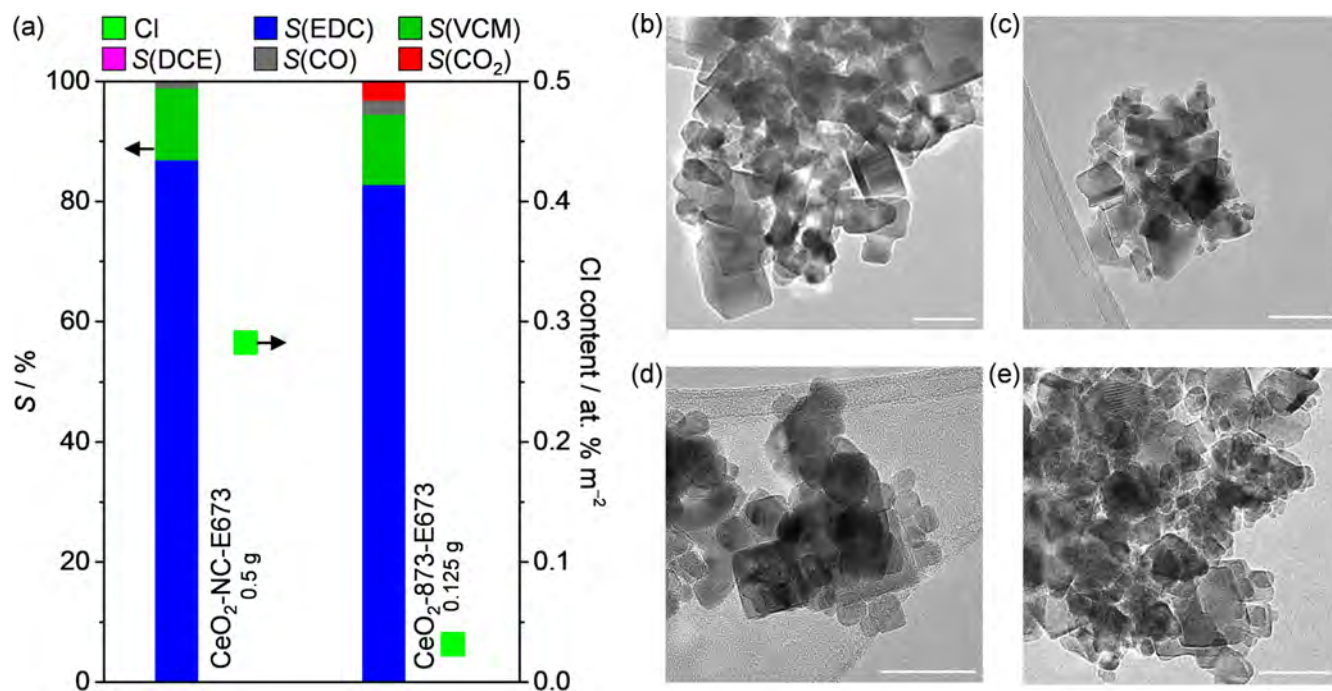 (a)
Cl
S(EDC)
S(VCM)
S(DCE)
S(CO)
S(CO₂)
100
80
60
40
20
0
S / %
CeO₂-NC-E673
0.5 g
CeO₂-873-E673
0.125 g
0.5
0.4
0.3
0.2
0.1
0.0
Cl content / at. % m⁻²
(b)
(c)
(d)
(e)